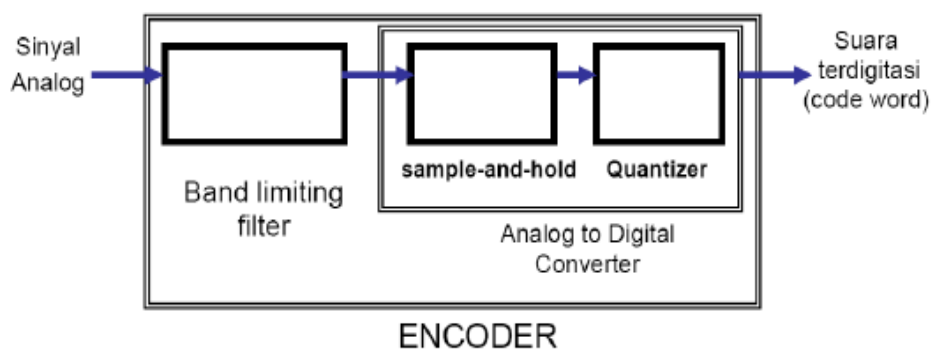 Sinyal
Analog
Suara
terdigitasi
(code word)
sample-and-hold
Quantizer
Band limiting
filter
Analog to Digital
Converter
ENCODER